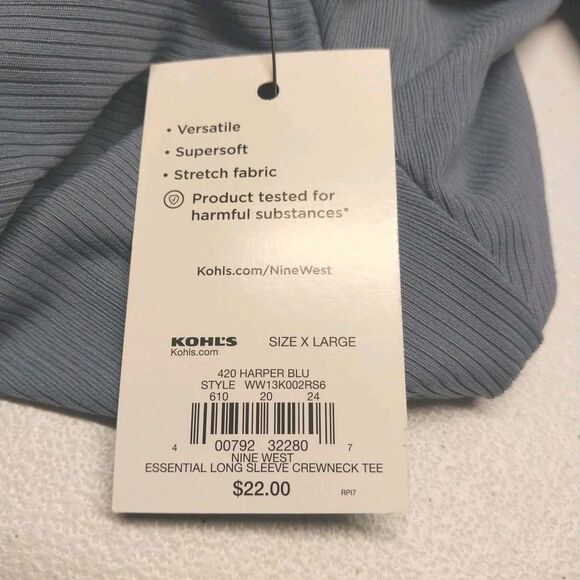 • Versatile
• Supersoft
• Stretch fabric
Product tested for
harmful substances*
Kohls.com/NineWest
KOHL'S SIZE X LARGE
Kohls.com
420 HARPER BLU
STYLE WW13K002RS6
610 20 24
4 00792 32280 7
NINE WEST
ESSENTIAL LONG SLEEVE CREWNECK TEE
$22.00
RPI7